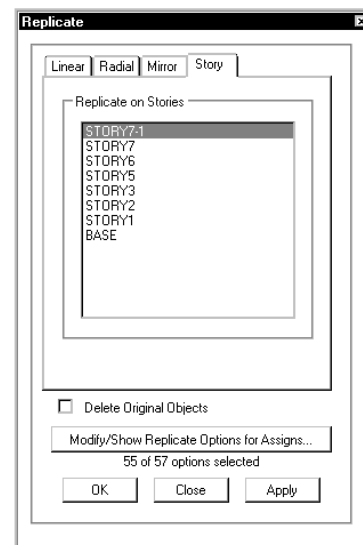 Replicate
Linear Radial Mirror Story
Replicate on Stories
STORY7-1
STORY7
STORY6
STORY5
STORY3
STORY2
STORY1
BASE
Delete Original Objects
Modify/Show Replicate Options for Assigns...
55 of 57 options selected
OK Close Apply